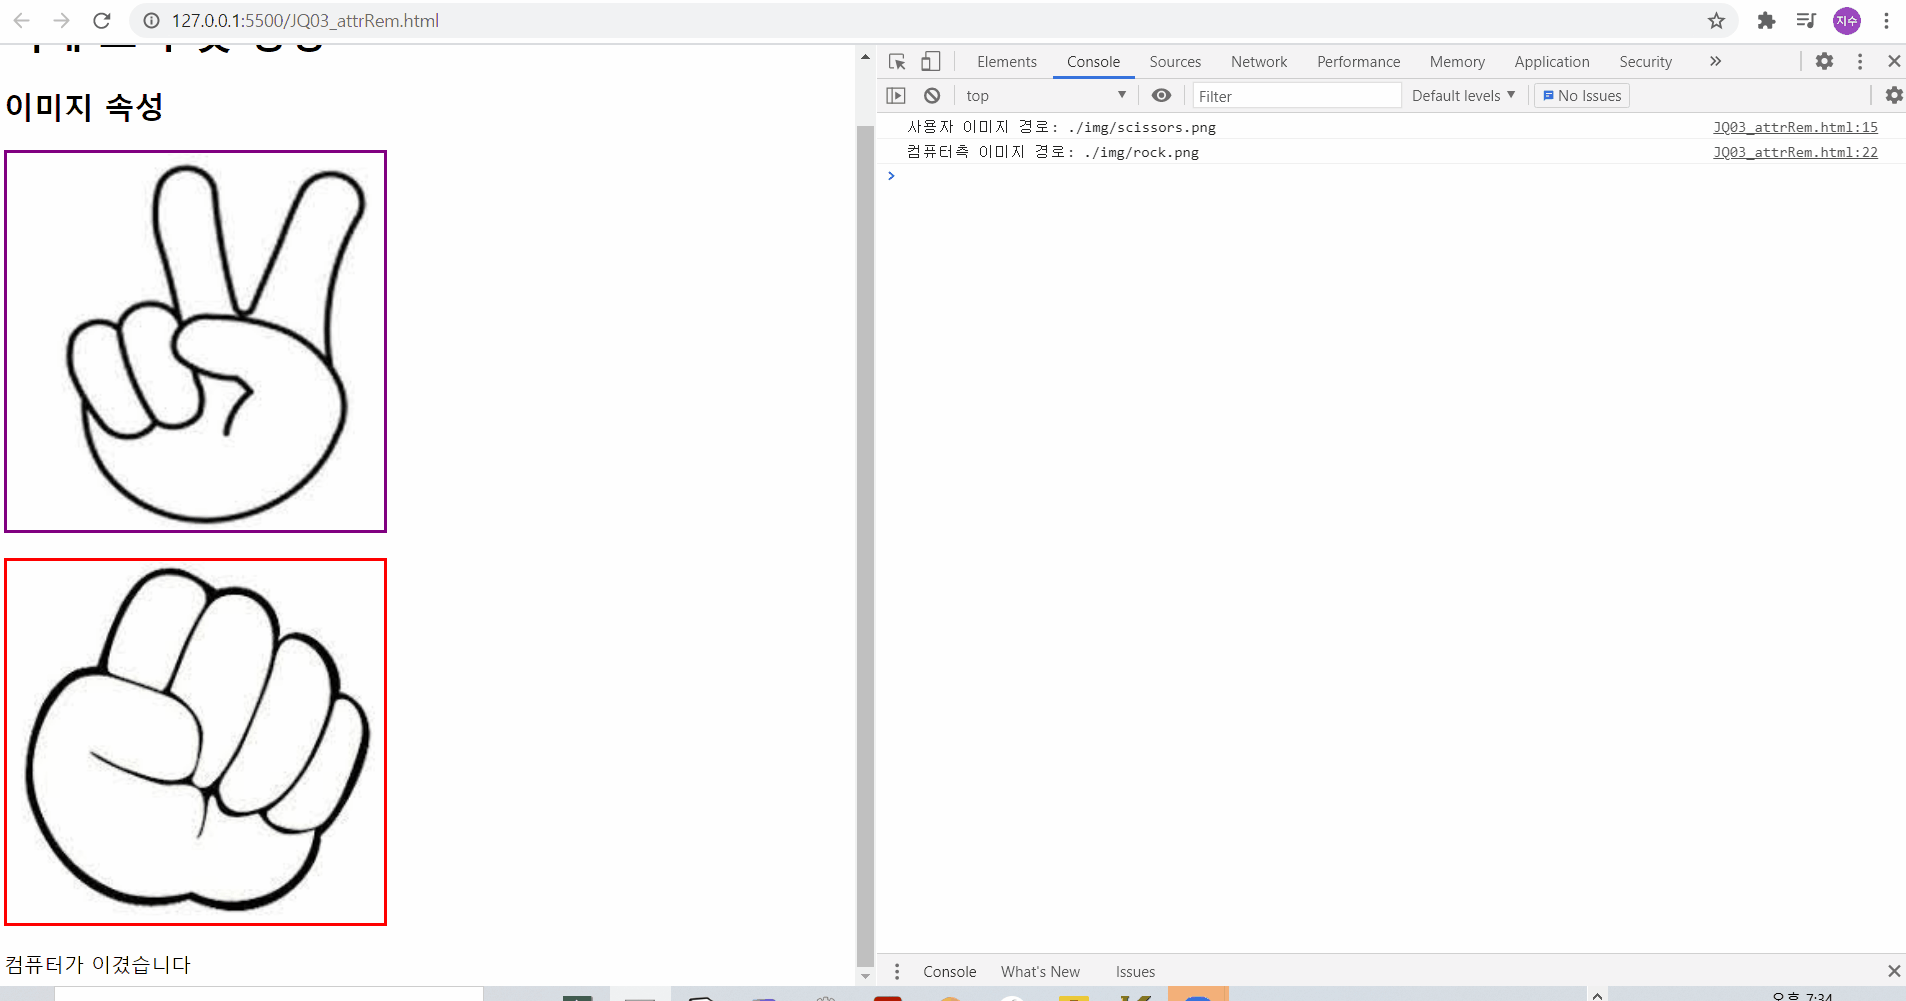 127.0.0.1:5500/JQ03_attrRem.html
지수
이미지 속성
컴퓨터가 이겼습니다
Elements Console Sources Network Performance Memory Application Security »
top Filter Default levels No Issues
사용자 이미지 경로: ./img/scissors.png JQ03_attrRem.html:15
컴퓨터측 이미지 경로: ./img/rock.png JQ03_attrRem.html:22
>
Console What's New Issues
오후 7:34